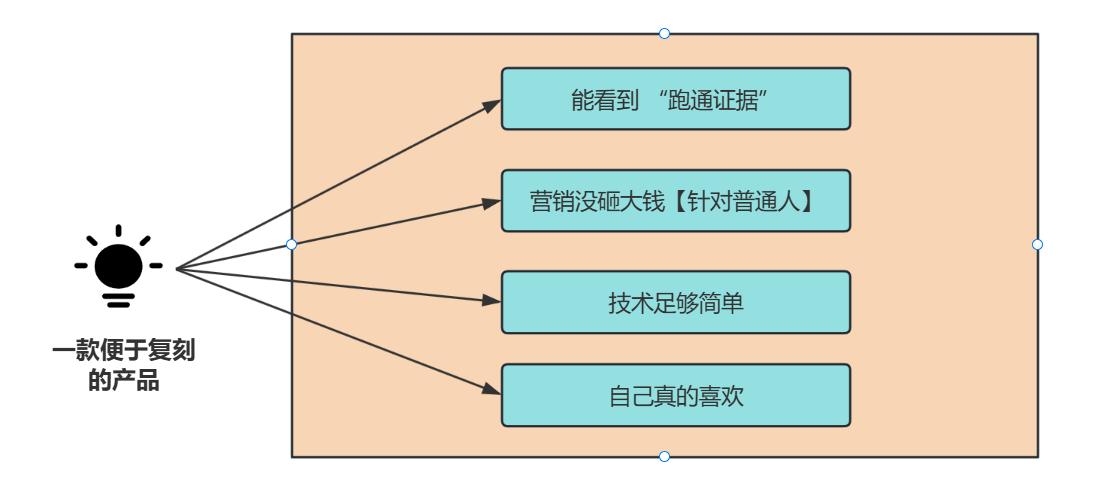 能看到 “跑通证据”
营销没砸大钱【针对普通人】
技术足够简单
自己真的喜欢
一款便于复刻
的产品